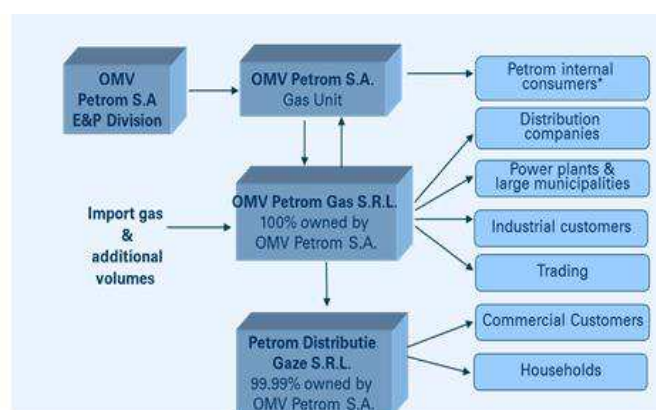 OMV
Petrom S.A
E&P Division
OMV Petrom S.A.
Gas Unit
Petrom internal
consumers*
Distribution
companies
Power plants &
large municipalities
Industrial customers
Trading
OMV Petrom Gas S.R.L.
100% owned by
OMV Petrom S.A.
Import gas
&
additional
volumes
Petrom Distributie
Gaze S.R.L.
99.99% owned by
OMV Petrom S.A.
Commercial Customers
Households